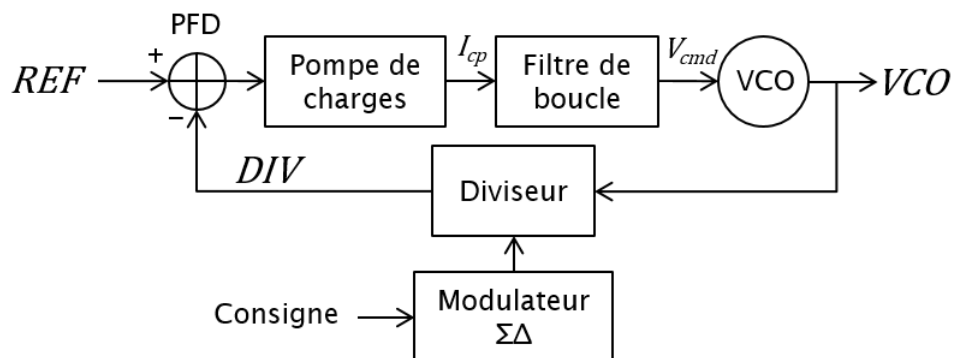 PFD
+
REF
−
Pompe de
charges
I_cp
Filtre de
boucle
V_cmd
VCO
VCO
DIV
Diviseur
Consigne
Modulateur
ΣΔ